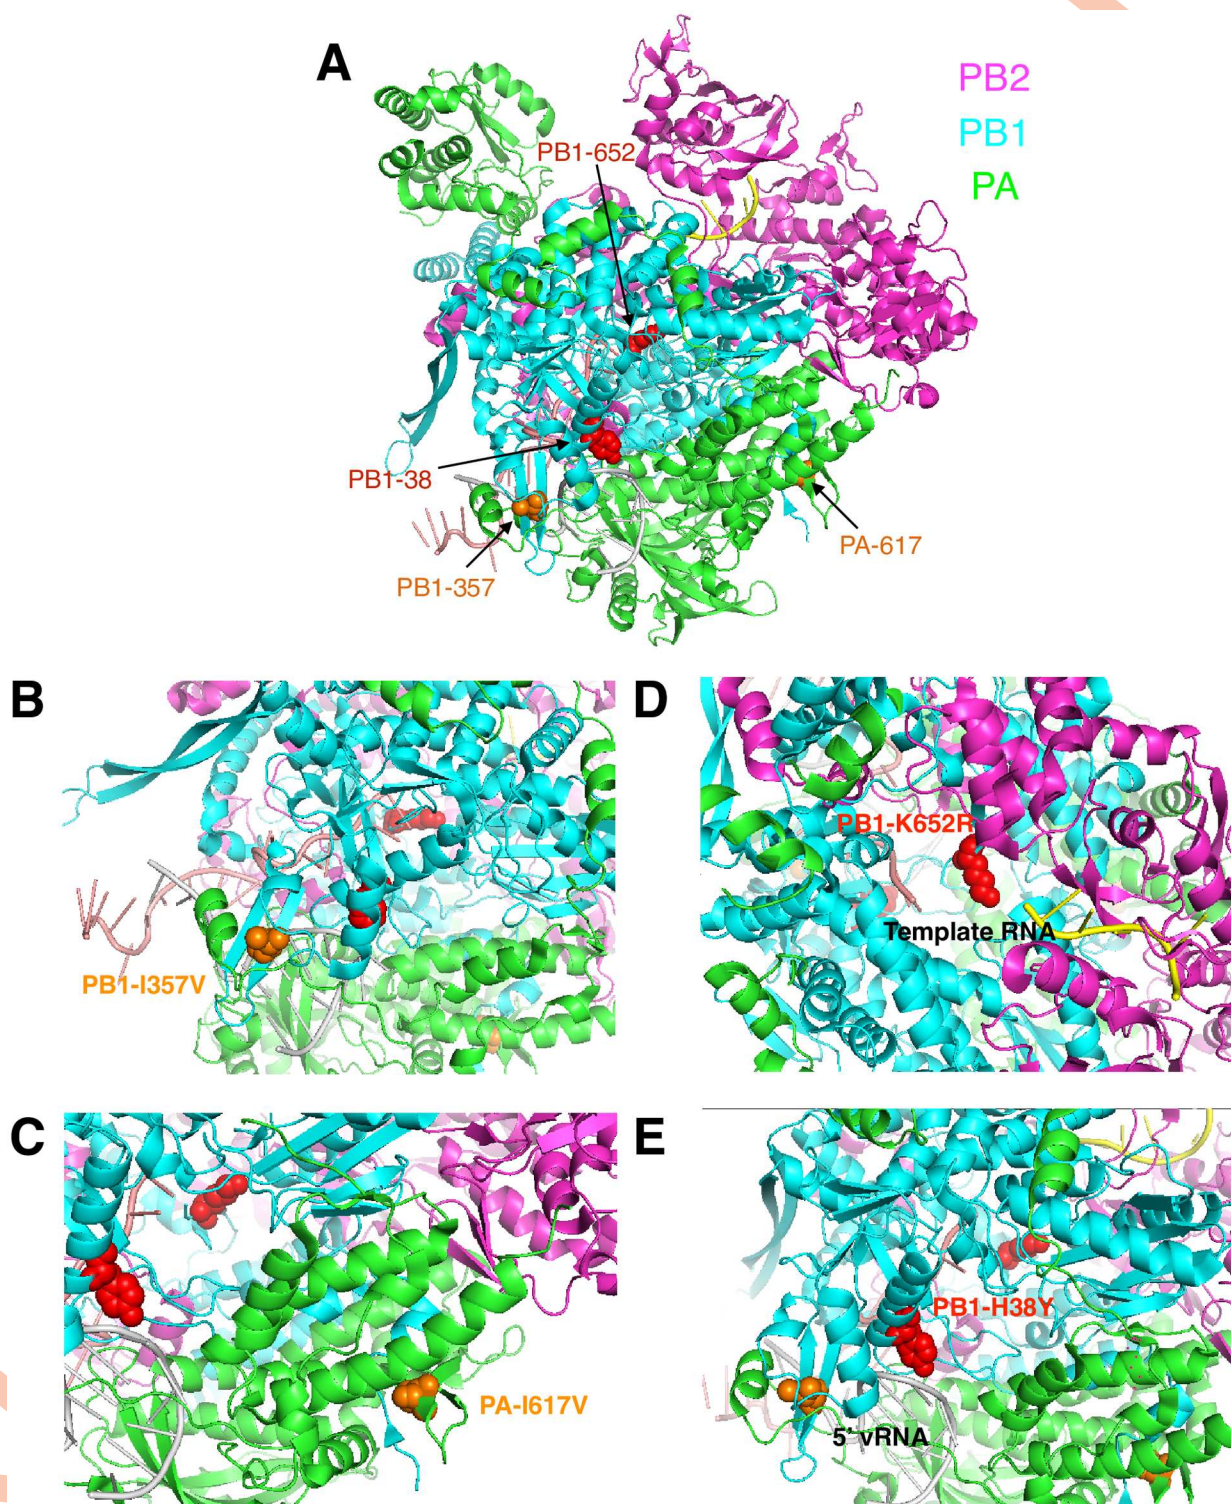 A
PB2
PB1
PA
PB1-652
PB1-38
PB1-357
PA-617
B
PB1-I357V
D
PB1-K652R
Template RNA
C
PA-I617V
E
PB1-H38Y
5' vRNA